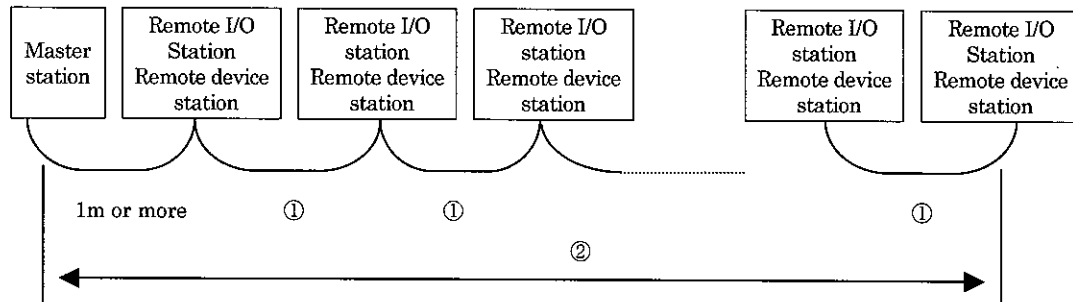 Master
station
Remote I/O
Station
Remote device
station
Remote I/O
station
Remote device
station
Remote I/O
station
Remote device
station
Remote I/O
station
Remote device
station
Remote I/O
Station
Remote device
station
1m or more
①
①
①
②